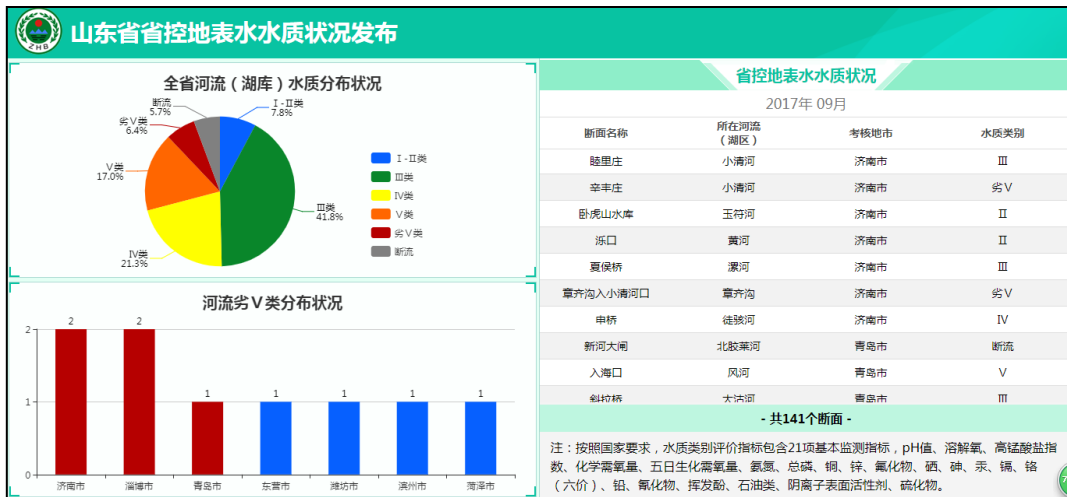 ZHB
山东省省控地表水水质状况发布
全省河流（湖库）水质分布状况
断流
5.7%
Ⅰ-Ⅱ类
7.8%
劣Ⅴ类
6.4%
Ⅴ类
17.0%
Ⅲ类
41.8%
Ⅳ类
21.3%
Ⅰ-Ⅱ类
Ⅲ类
Ⅳ类
Ⅴ类
劣Ⅴ类
断流
河流劣Ⅴ类分布状况
2
1
0
2 2 1 1 1 1 1
济南市 淄博市 青岛市 东营市 潍坊市 滨州市 菏泽市
省控地表水水质状况
2017年 09月
断面名称 所在河流（湖区） 考核地市 水质类别
睦里庄 小清河 济南市 Ⅲ
辛丰庄 小清河 济南市 劣Ⅴ
卧虎山水库 玉符河 济南市 Ⅱ
泺口 黄河 济南市 Ⅱ
夏侯桥 漯河 济南市 Ⅲ
章齐沟入小清河口 章齐沟 济南市 劣Ⅴ
申桥 徒骇河 济南市 Ⅳ
新河大闸 北胶莱河 青岛市 断流
入海口 风河 青岛市 Ⅴ
斜拉桥 大沽河 青岛市 Ⅲ
- 共141个断面 -
注：按照国家要求，水质类别评价指标包含21项基本监测指标，pH值、溶解氧、高锰酸盐指
数、化学需氧量、五日生化需氧量、氨氮、总磷、铜、锌、氟化物、硒、砷、汞、镉、铬
（六价）、铅、氰化物、挥发酚、石油类、阴离子表面活性剂、硫化物。